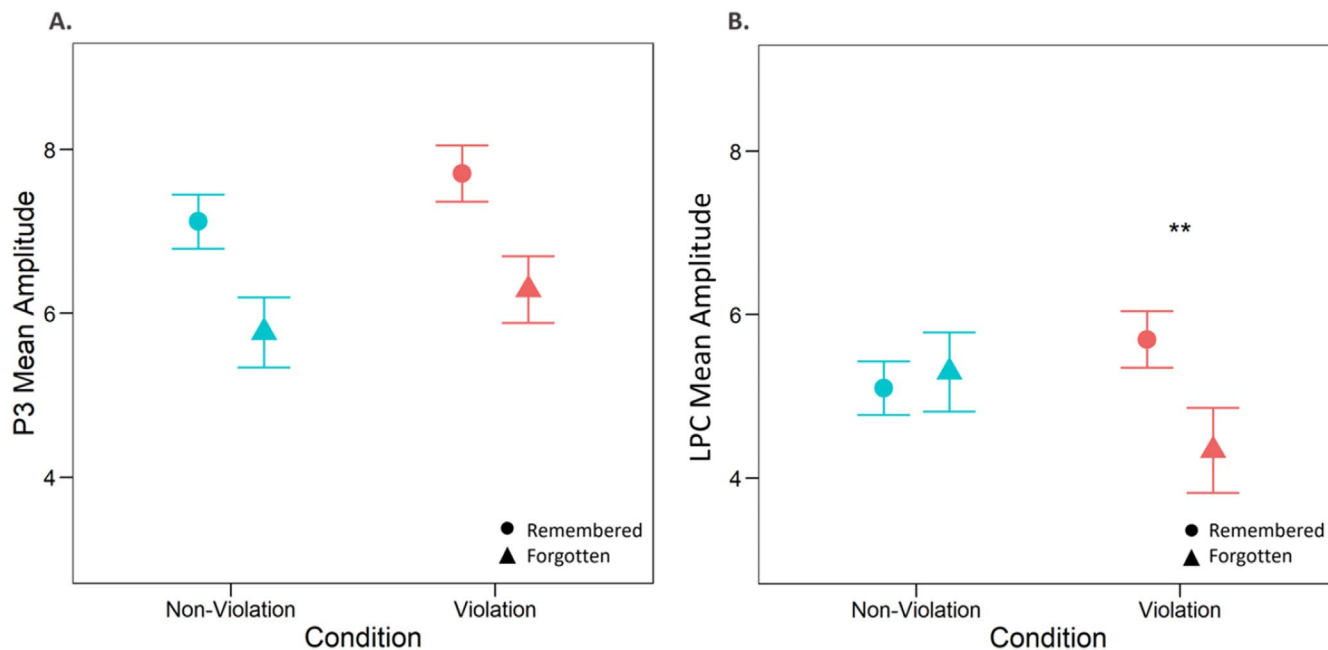 A.
P3 Mean Amplitude
8
6
4
Remembered
Forgotten
Non-Violation
Violation
Condition
B.
LPC Mean Amplitude
8
6
4
**
Remembered
Forgotten
Non-Violation
Violation
Condition